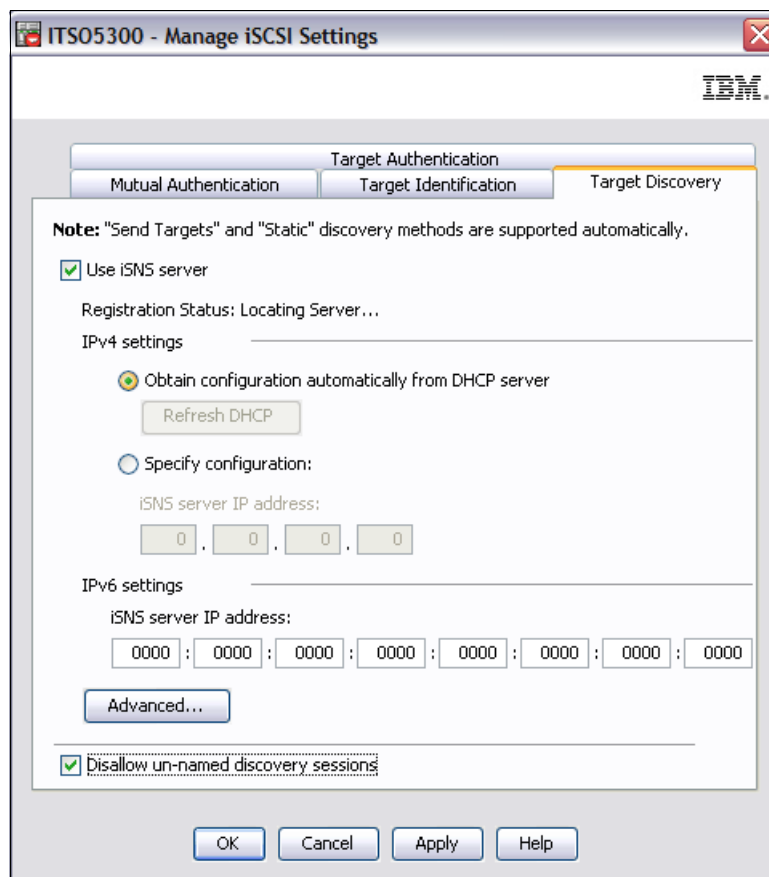 ITSO5300 - Manage iSCSI Settings
IBM.
Target Authentication
Mutual Authentication Target Identification Target Discovery
Note: "Send Targets" and "Static" discovery methods are supported automatically.
Use iSNS server
Registration Status: Locating Server...
IPv4 settings
Obtain configuration automatically from DHCP server
Refresh DHCP
Specify configuration:
iSNS server IP address:
0 . 0 . 0 . 0
IPv6 settings
iSNS server IP address:
0000 : 0000 : 0000 : 0000 : 0000 : 0000 : 0000 : 0000
Advanced...
Disallow un-named discovery sessions
OK Cancel Apply Help